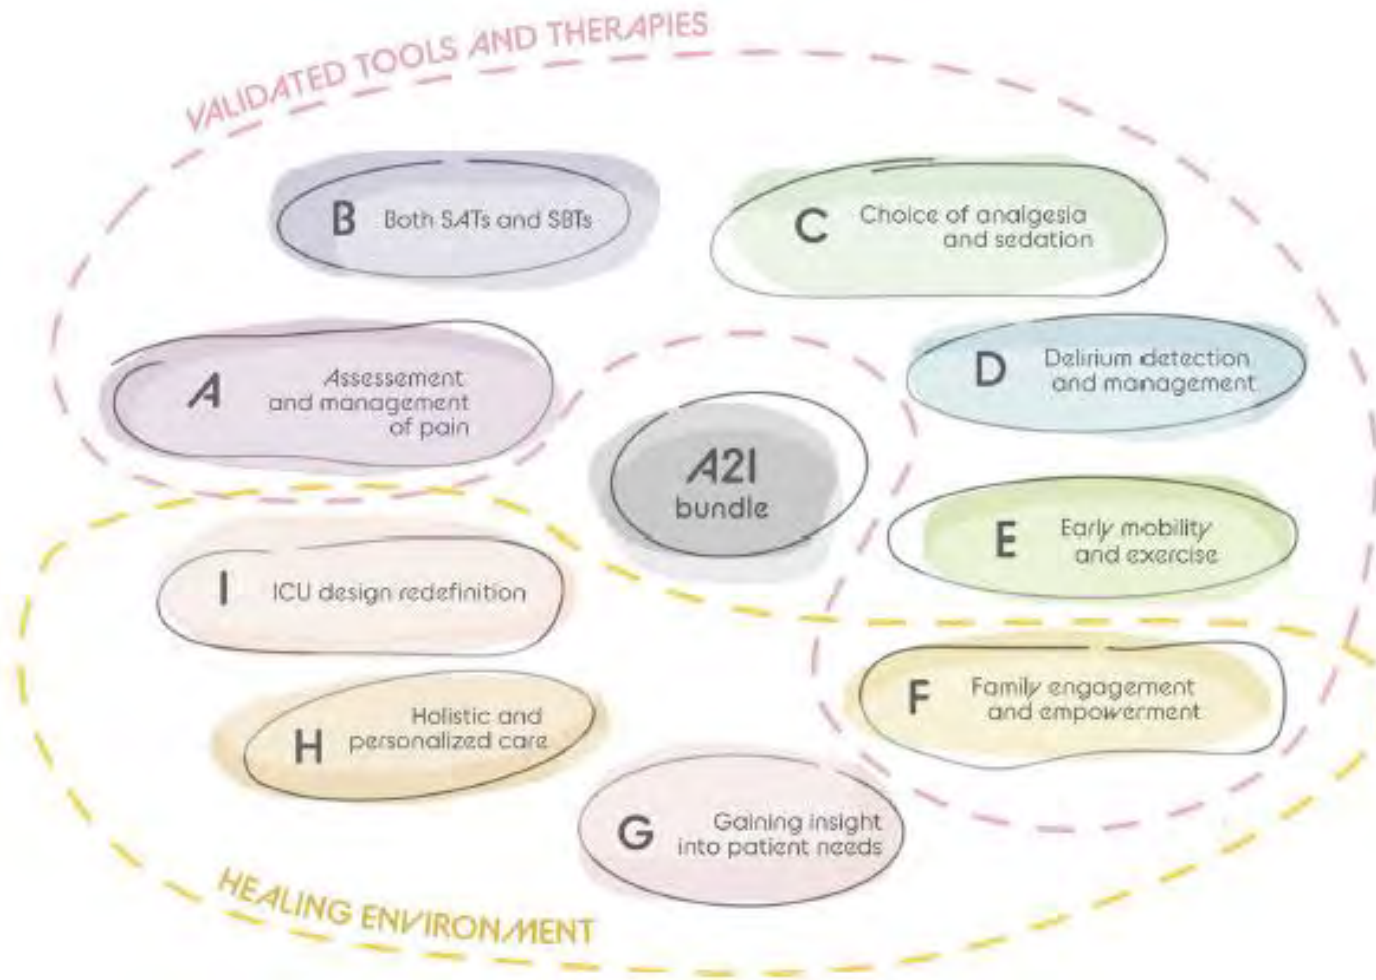 VALIDATED TOOLS AND THERAPIES
B Both SATs and SBTs
C Choice of analgesia
and sedation
A Assessement
and management
of pain
D Delirium detection
and management
A2I
bundle
E Early mobility
and exercise
I ICU design redefinition
F Family engagement
and empowerment
H Holistic and
personalized care
G Gaining insight
into patient needs
HEALING ENVIRONMENT